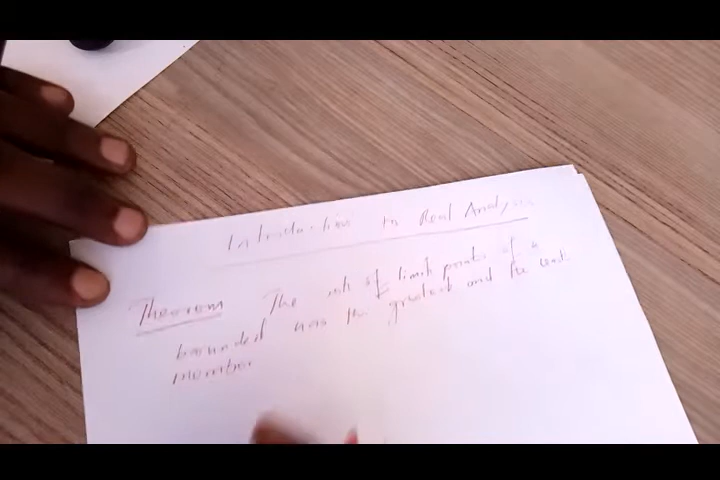 Introduction to Real Analysis
Theorem The set of limit points of a
bounded has the greatest and the least
member